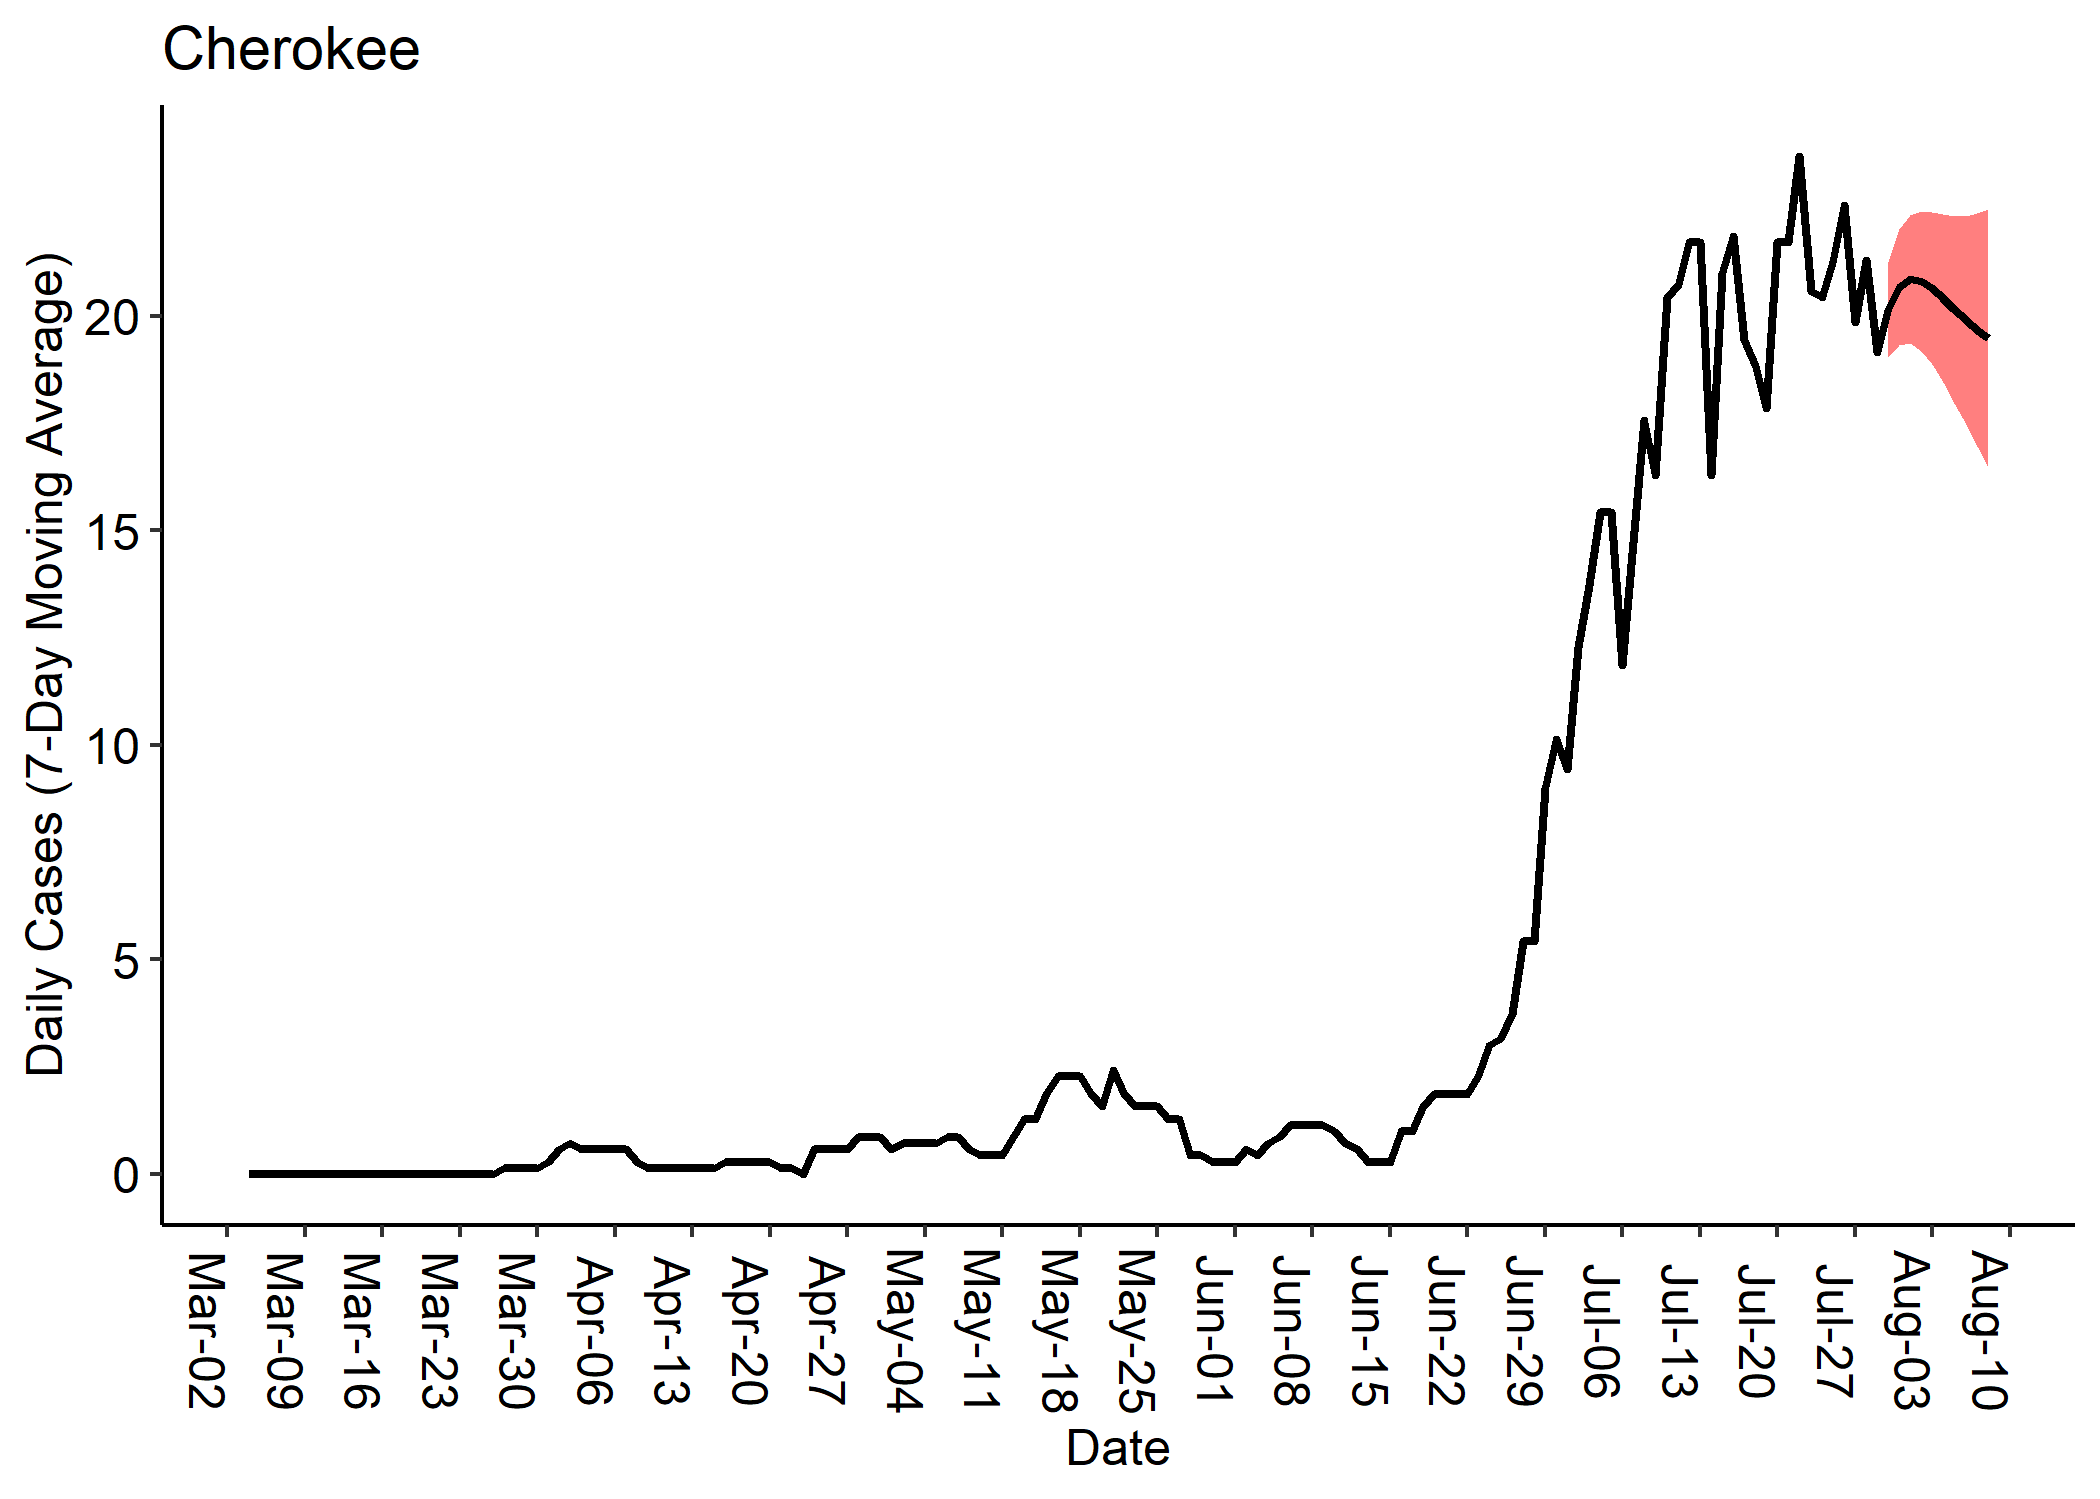 Cherokee
Daily Cases (7-Day Moving Average)
20
15
10
5
0
Mar-02
Mar-09
Mar-16
Mar-23
Mar-30
Apr-06
Apr-13
Apr-20
Apr-27
May-04
May-11
May-18
May-25
Jun-01
Jun-08
Jun-15
Jun-22
Jun-29
Jul-06
Jul-13
Jul-20
Jul-27
Aug-03
Aug-10
Date